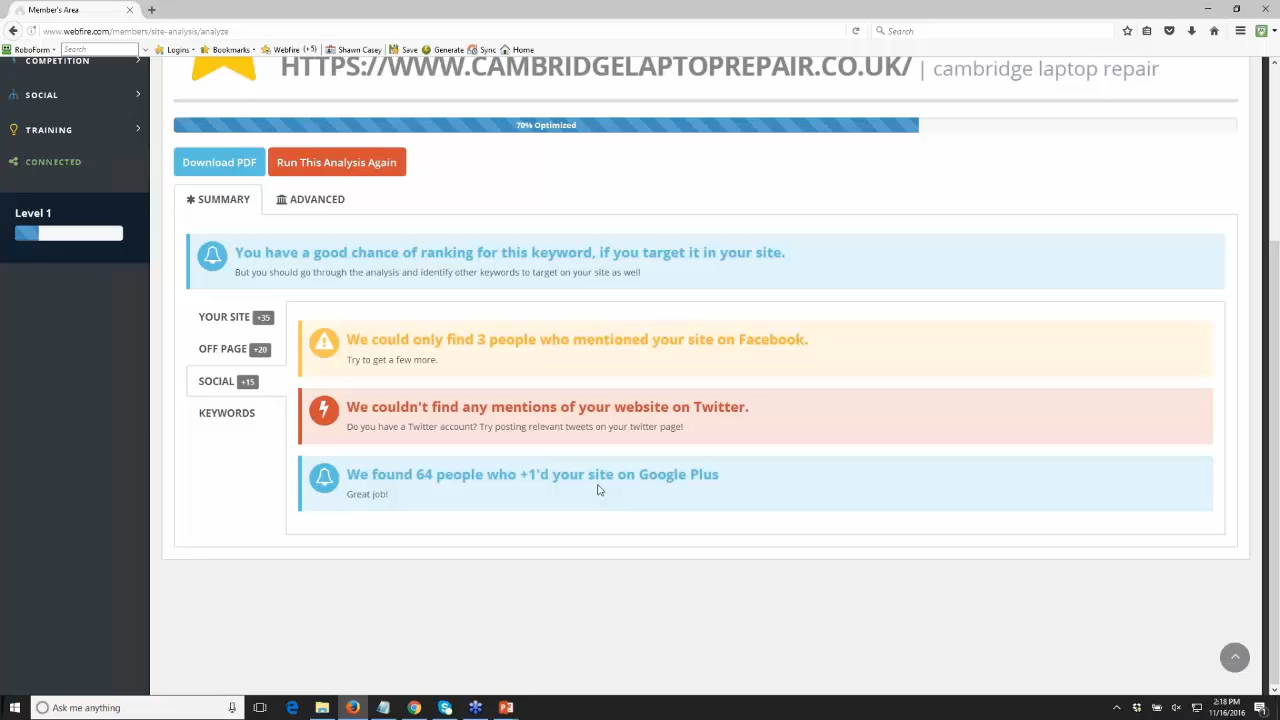 Member's Area
www.webfire.com/members/site-analysis/analyze
Search
RoboForm
Search
Logins
Bookmarks
Webfire (+5)
Shawn Casey
Save
Generate
Sync
Home
COMPETITION
SOCIAL
TRAINING
CONNECTED
Level 1
HTTPS://WWW.CAMBRIDGELAPTOPREPAIR.CO.UK/ | cambridge laptop repair
70% Optimized
Download PDF
Run This Analysis Again
SUMMARY
ADVANCED
You have a good chance of ranking for this keyword, if you target it in your site.
But you should go through the analysis and identify other keywords to target on your site as well
YOUR SITE +35
OFF PAGE +20
SOCIAL +15
KEYWORDS
We could only find 3 people who mentioned your site on Facebook.
Try to get a few more.
We couldn't find any mentions of your website on Twitter.
Do you have a Twitter account? Try posting relevant tweets on your twitter page!
We found 64 people who +1'd your site on Google Plus
Great job!
Ask me anything
2:18 PM
11/16/2016